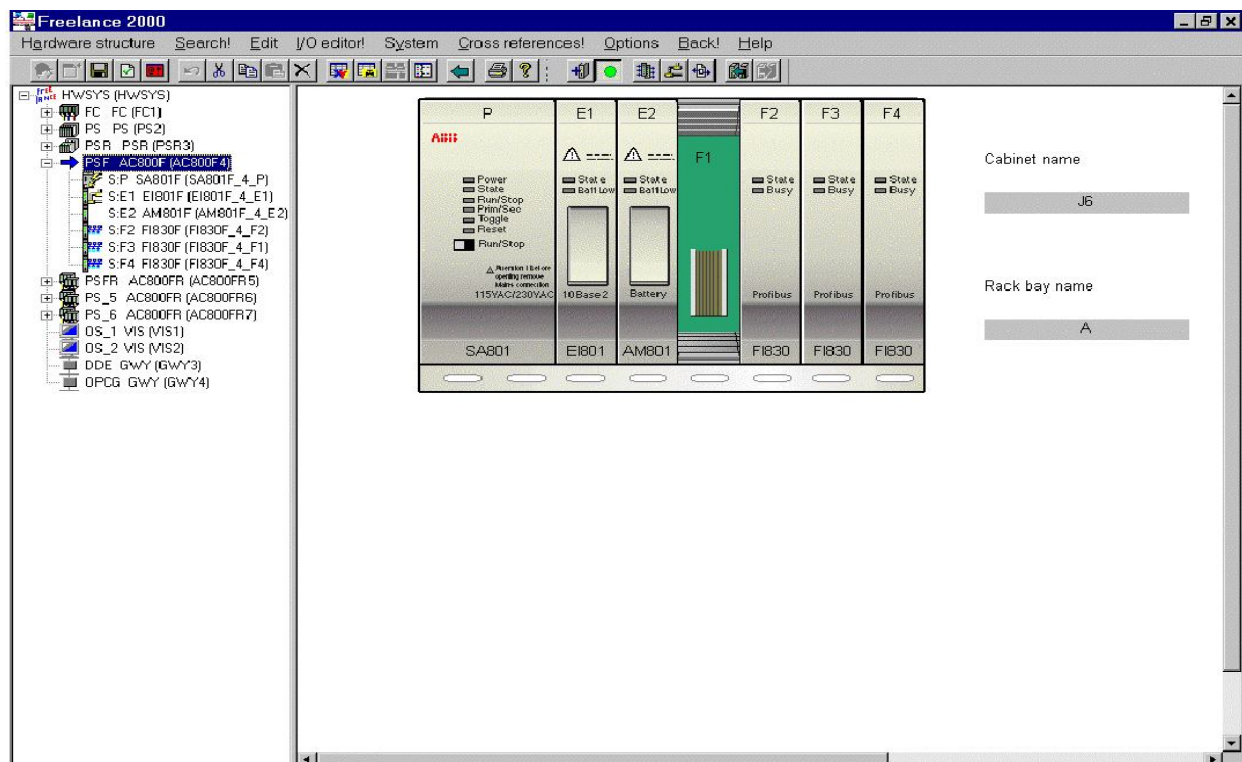 Freelance 2000
Hardware structure Search! Edit I/O editor! System Cross references! Options Back! Help
HWSYS (HWSYS)
FC FC (FC1)
PS PS (PS2)
PSR PSR (PSR3)
PSF AC800F (AC800F4)
S:P SA801F (SA801F_4_P)
S:E1 EI801F (EI801F_4_E1)
S:E2 AM801F (AM801F_4_E2)
S:F2 FI830F (FI830F_4_F2)
S:F3 FI830F (FI830F_4_F1)
S:F4 FI830F (FI830F_4_F4)
PSFR AC800FR (AC800FR5)
PS_5 AC800FR (AC800FR6)
PS_6 AC800FR (AC800FR7)
OS_1 VIS (VIS1)
OS_2 VIS (VIS2)
DDE GWY (GWY3)
OPCG GWY (GWY4)
P E1 E2 F2 F3 F4
ABB
F1
Power
State
Run/Stop
Prim/Sec
Toggle
Reset
Run/Stop
State
Batt Low
State
Batt Low
State
Busy
State
Busy
State
Busy
operating remove
Mains connection
115VAC/230VAC 10Base2 Battery Profibus Profibus Profibus
SA801 EI801 AM801 FI830 FI830 FI830
Cabinet name
J6
Rack bay name
A